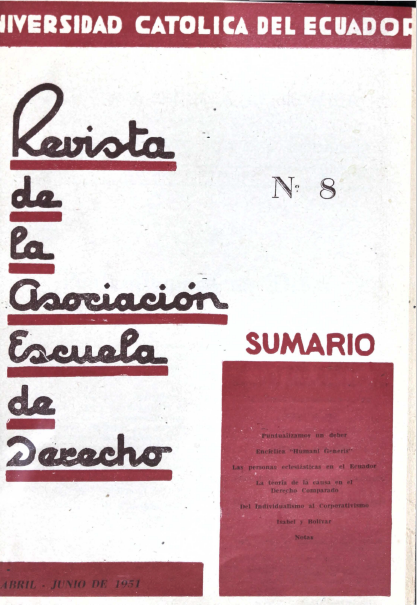 NIVERSIDAD CATOLICA DEL ECUADOR
Revista
de
la
Asociación
Escuela
de
Derecho
Nº 8
SUMARIO
Puntualizamos un deber
Encíclica "Humani Generis"
Las personas eclesiásticas en el Ecuador
La teoría de la causa en el
Derecho Comparado
Del Individualismo al Corporativismo
Isabel y Bolívar
Notas
ABRIL - JUNIO DE 1951